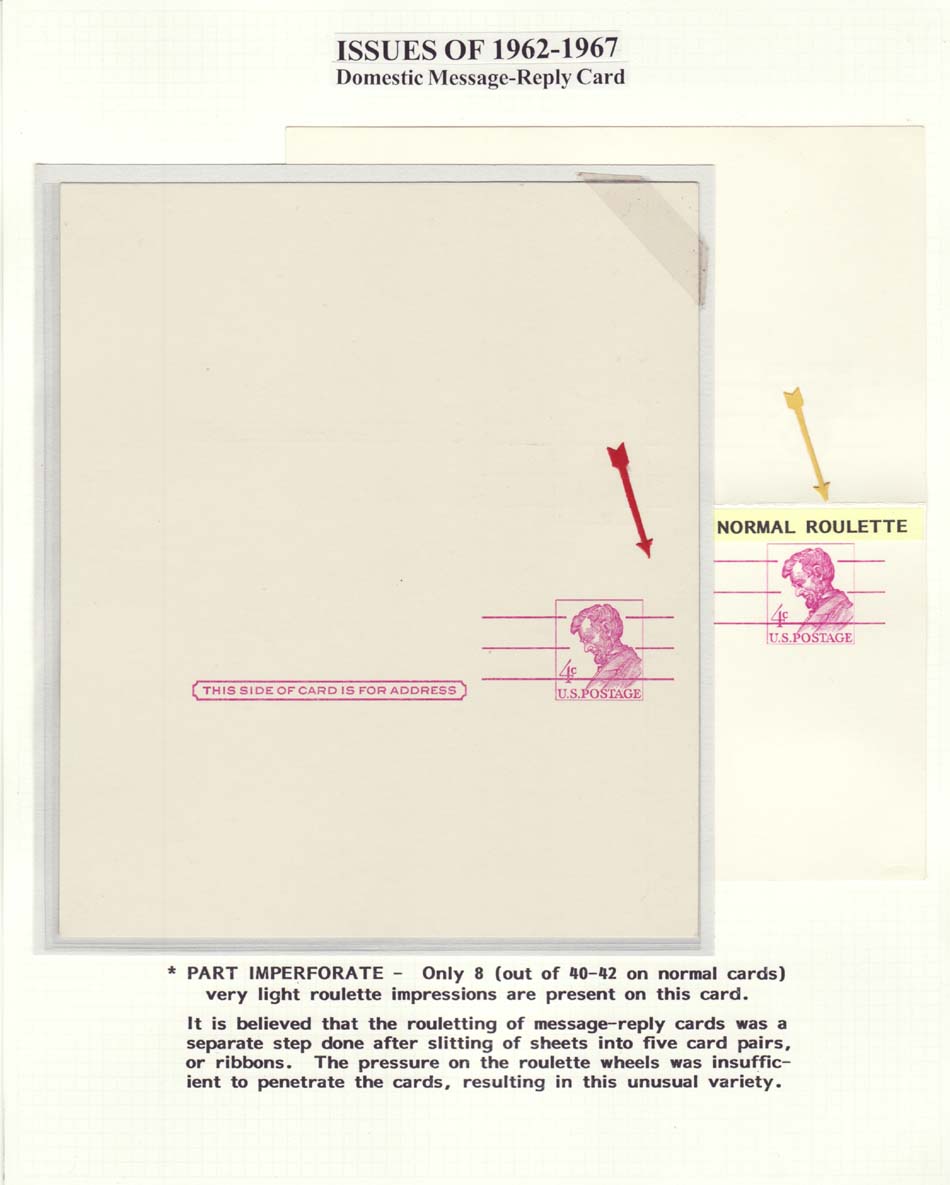 ISSUES OF 1962-1967
Domestic Message-Reply Card
NORMAL ROULETTE
4c
U.S.POSTAGE
THIS SIDE OF CARD IS FOR ADDRESS
4c
U.S.POSTAGE
* PART IMPERFORATE - Only 8 (out of 40-42 on normal cards)
very light roulette impressions are present on this card.
It is believed that the rouletting of message-reply cards was a
separate step done after slitting of sheets into five card pairs,
or ribbons. The pressure on the roulette wheels was insuffic-
ient to penetrate the cards, resulting in this unusual variety.